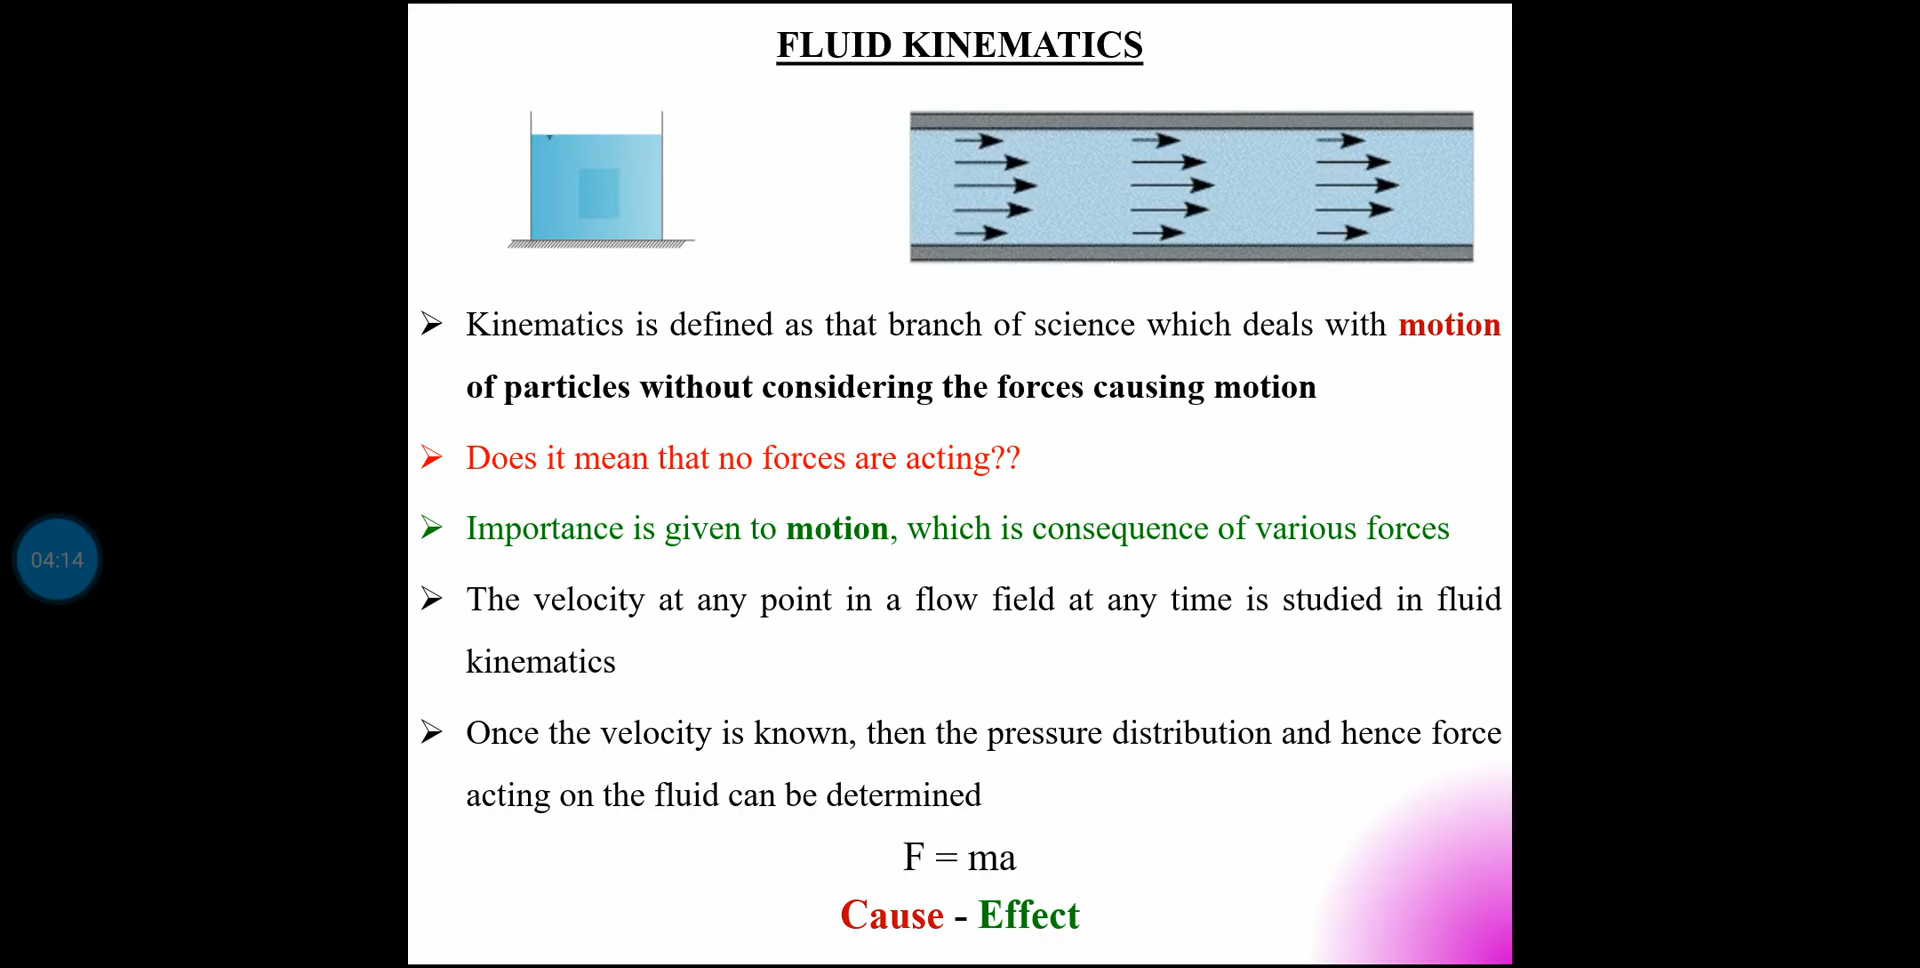 FLUID KINEMATICS
➢ Kinematics is defined as that branch of science which deals with motion
of particles without considering the forces causing motion
➢ Does it mean that no forces are acting??
➢ Importance is given to motion, which is consequence of various forces
04:14
➢ The velocity at any point in a flow field at any time is studied in fluid
kinematics
➢ Once the velocity is known, then the pressure distribution and hence force
acting on the fluid can be determined
F = ma
Cause - Effect